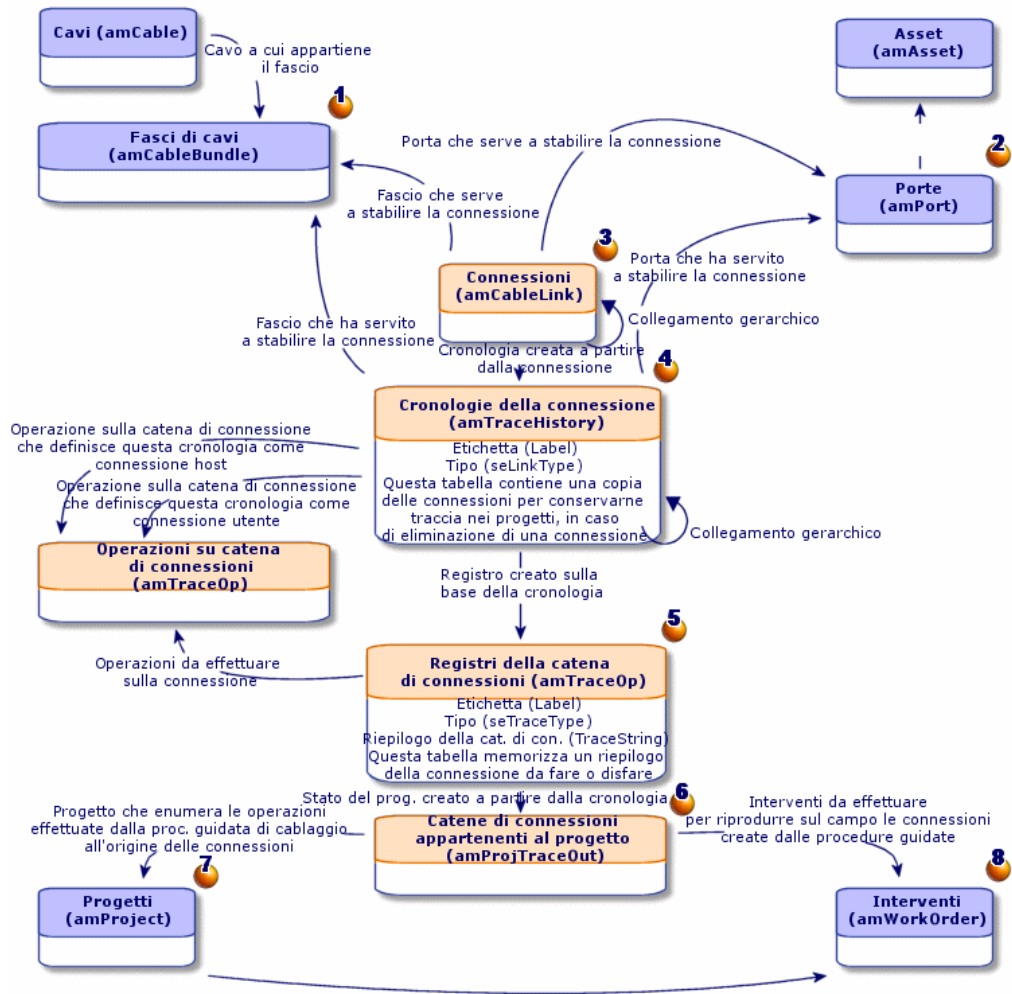 Cavi (amCable)
Cavo a cui appartiene
il fascio
Asset
(amAsset)
1
Fasci di cavi
(amCableBundle)
Porta che serve a stabilire la connessione
2
Porte
(amPort)
Fascio che serve
a stabilire la connessione
3
Connessioni
(amCableLink)
Porta che ha servito
a stabilire la connessione
Fascio che ha servito
a stabilire la connessione
Collegamento gerarchico
Cronologia creata a partire
dalla connessione
4
Cronologie della connessione
(amTraceHistory)
Etichetta (Label)
Tipo (seLinkType)
Questa tabella contiene una copia
delle connessioni per conservarne
traccia nei progetti, in caso
di eliminazione di una connessione
Operazione sulla catena di connessione
che definisce questa cronologia come
connessione host
Operazione sulla catena di connessione
che definisce questa cronologia come
connessione utente
Collegamento gerarchico
Operazioni su catena
di connessioni
(amTraceOp)
Registro creato sulla
base della cronologia
5
Operazioni da effettuare
sulla connessione
Registri della catena
di connessioni (amTraceOp)
Etichetta (Label)
Tipo (seTraceType)
Riepilogo della cat. di con. (TraceString)
Questa tabella memorizza un riepilogo
della connessione da fare o disfare
Stato del prog. creato a partire dalla cronologia
6
Progetto che enumera le operazioni
effettuate dalla proc. guidata di cablaggio
all'origine delle connessioni
Catene di connessioni
appartenenti al progetto
(amProjTraceOut)
Interventi da effettuare
per riprodurre sul campo le connessioni
create dalle procedure guidate
7
Progetti
(amProject)
8
Interventi
(amWorkOrder)